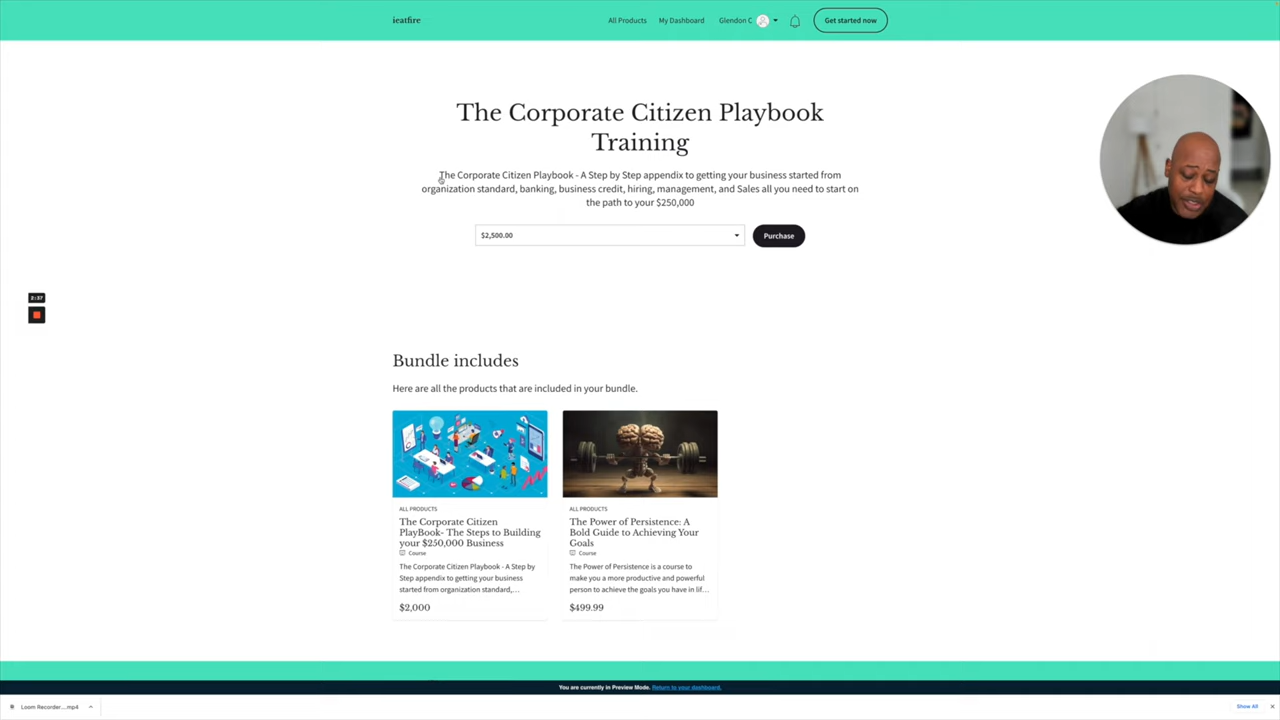 ieatfire
All Products
My Dashboard
Glendon C
Get started now
The Corporate Citizen Playbook
Training
The Corporate Citizen Playbook - A Step by Step appendix to getting your business started from
organization standard, banking, business credit, hiring, management, and Sales all you need to start on
the path to your $250,000
$2,500.00
Purchase
2:37
Bundle includes
Here are all the products that are included in your bundle.
ALL PRODUCTS
The Corporate Citizen
PlayBook- The Steps to Building
your $250,000 Business
Course
The Corporate Citizen Playbook - A Step by
Step appendix to getting your business
started from organization standard,…
$2,000
ALL PRODUCTS
The Power of Persistence: A
Bold Guide to Achieving Your
Goals
Course
The Power of Persistence is a course to
make you a more productive and powerful
person to achieve the goals you have in lif…
$499.99
You are currently in Preview Mode. Return to your dashboard.
Loom Recorder....mp4
Show All